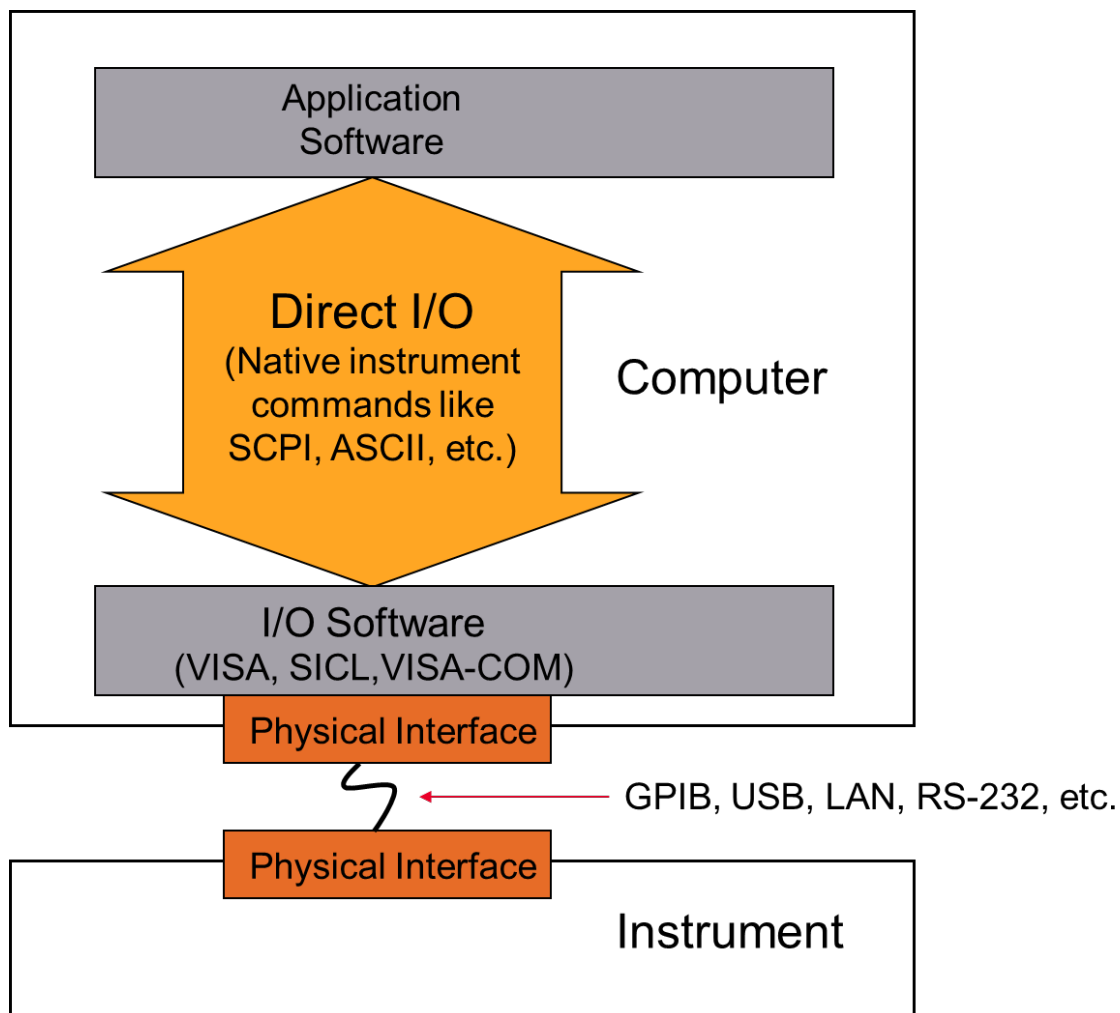 Application
Software
Direct I/O
(Native instrument
commands like
SCPI, ASCII, etc.)
Computer
I/O Software
(VISA, SICL,VISA-COM)
Physical Interface
GPIB, USB, LAN, RS-232, etc.
Physical Interface
Instrument